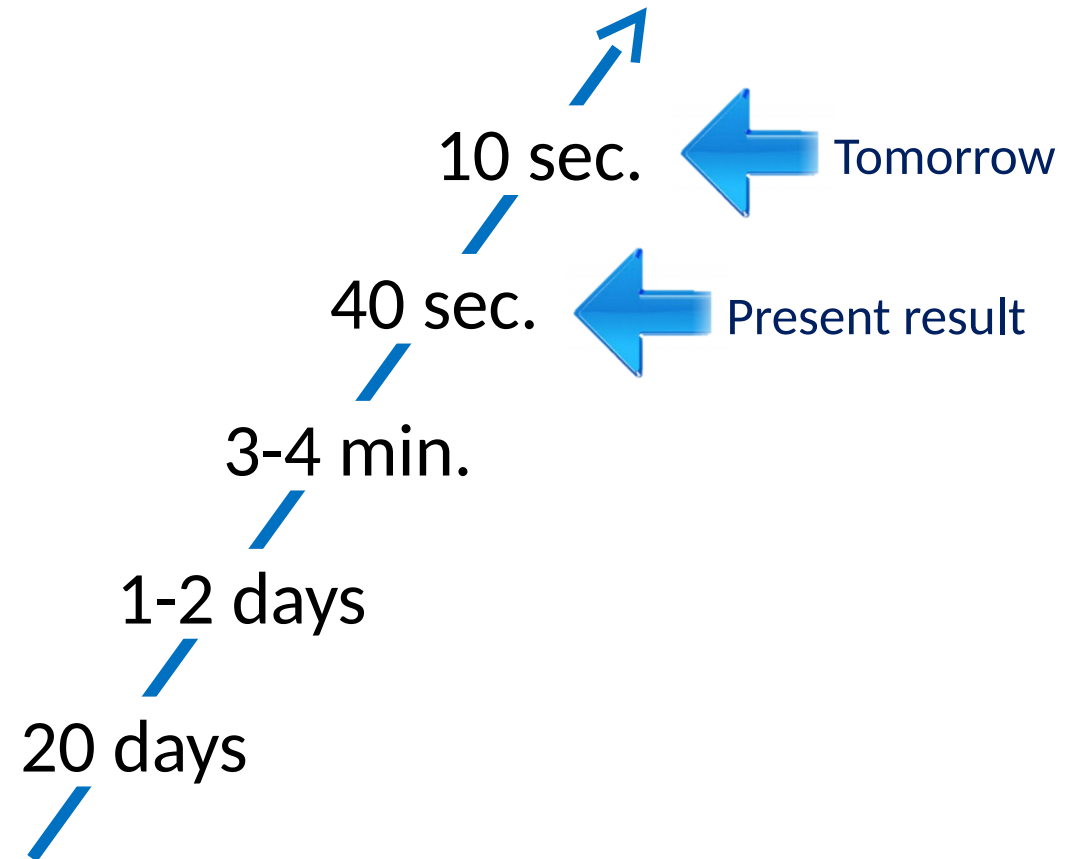 10 sec.
Tomorrow
40 sec.
Present result
3-4 min.
1-2 days
20 days